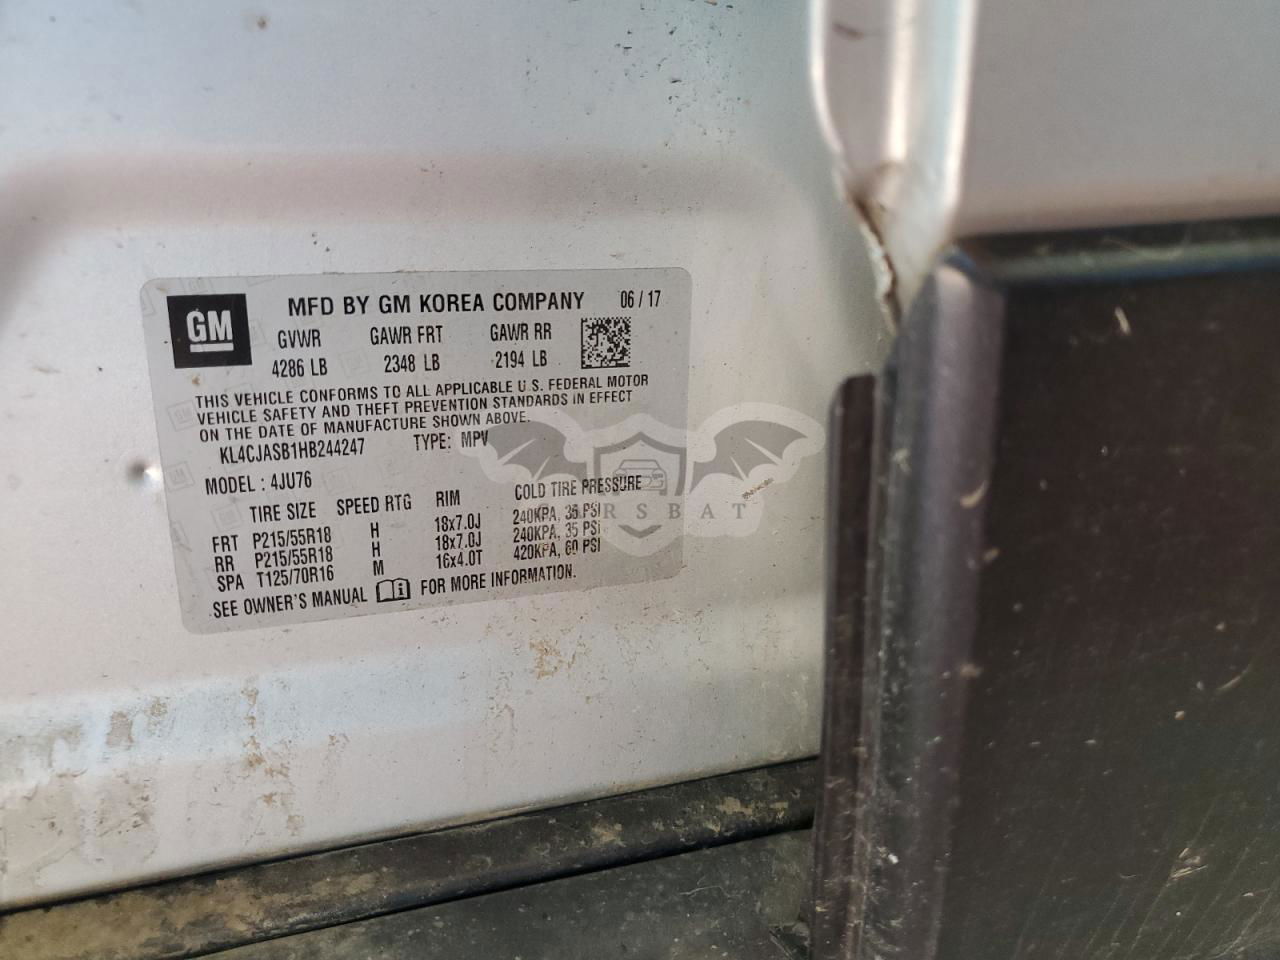 GM
MFD BY GM KOREA COMPANY 06 / 17
GVWR GAWR FRT GAWR RR
4286 LB 2348 LB 2194 LB
THIS VEHICLE CONFORMS TO ALL APPLICABLE U.S. FEDERAL MOTOR
VEHICLE SAFETY AND THEFT PREVENTION STANDARDS IN EFFECT
ON THE DATE OF MANUFACTURE SHOWN ABOVE.
KL4CJASB1HB244247 TYPE: MPV
MODEL : 4JU76
TIRE SIZE SPEED RTG RIM COLD TIRE PRESSURE
FRT P215/55R18 H 18x7.0J 240KPA, 35 PSI
RR P215/55R18 H 18x7.0J 240KPA, 35 PSI
SPA T125/70R16 M 16x4.0T 420KPA, 60 PSI
SEE OWNER'S MANUAL FOR MORE INFORMATION.